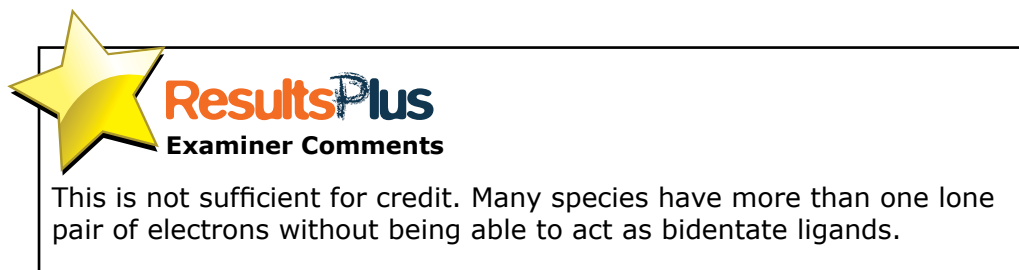 ResultsPlus
Examiner Comments
This is not sufficient for credit. Many species have more than one lone
pair of electrons without being able to act as bidentate ligands.